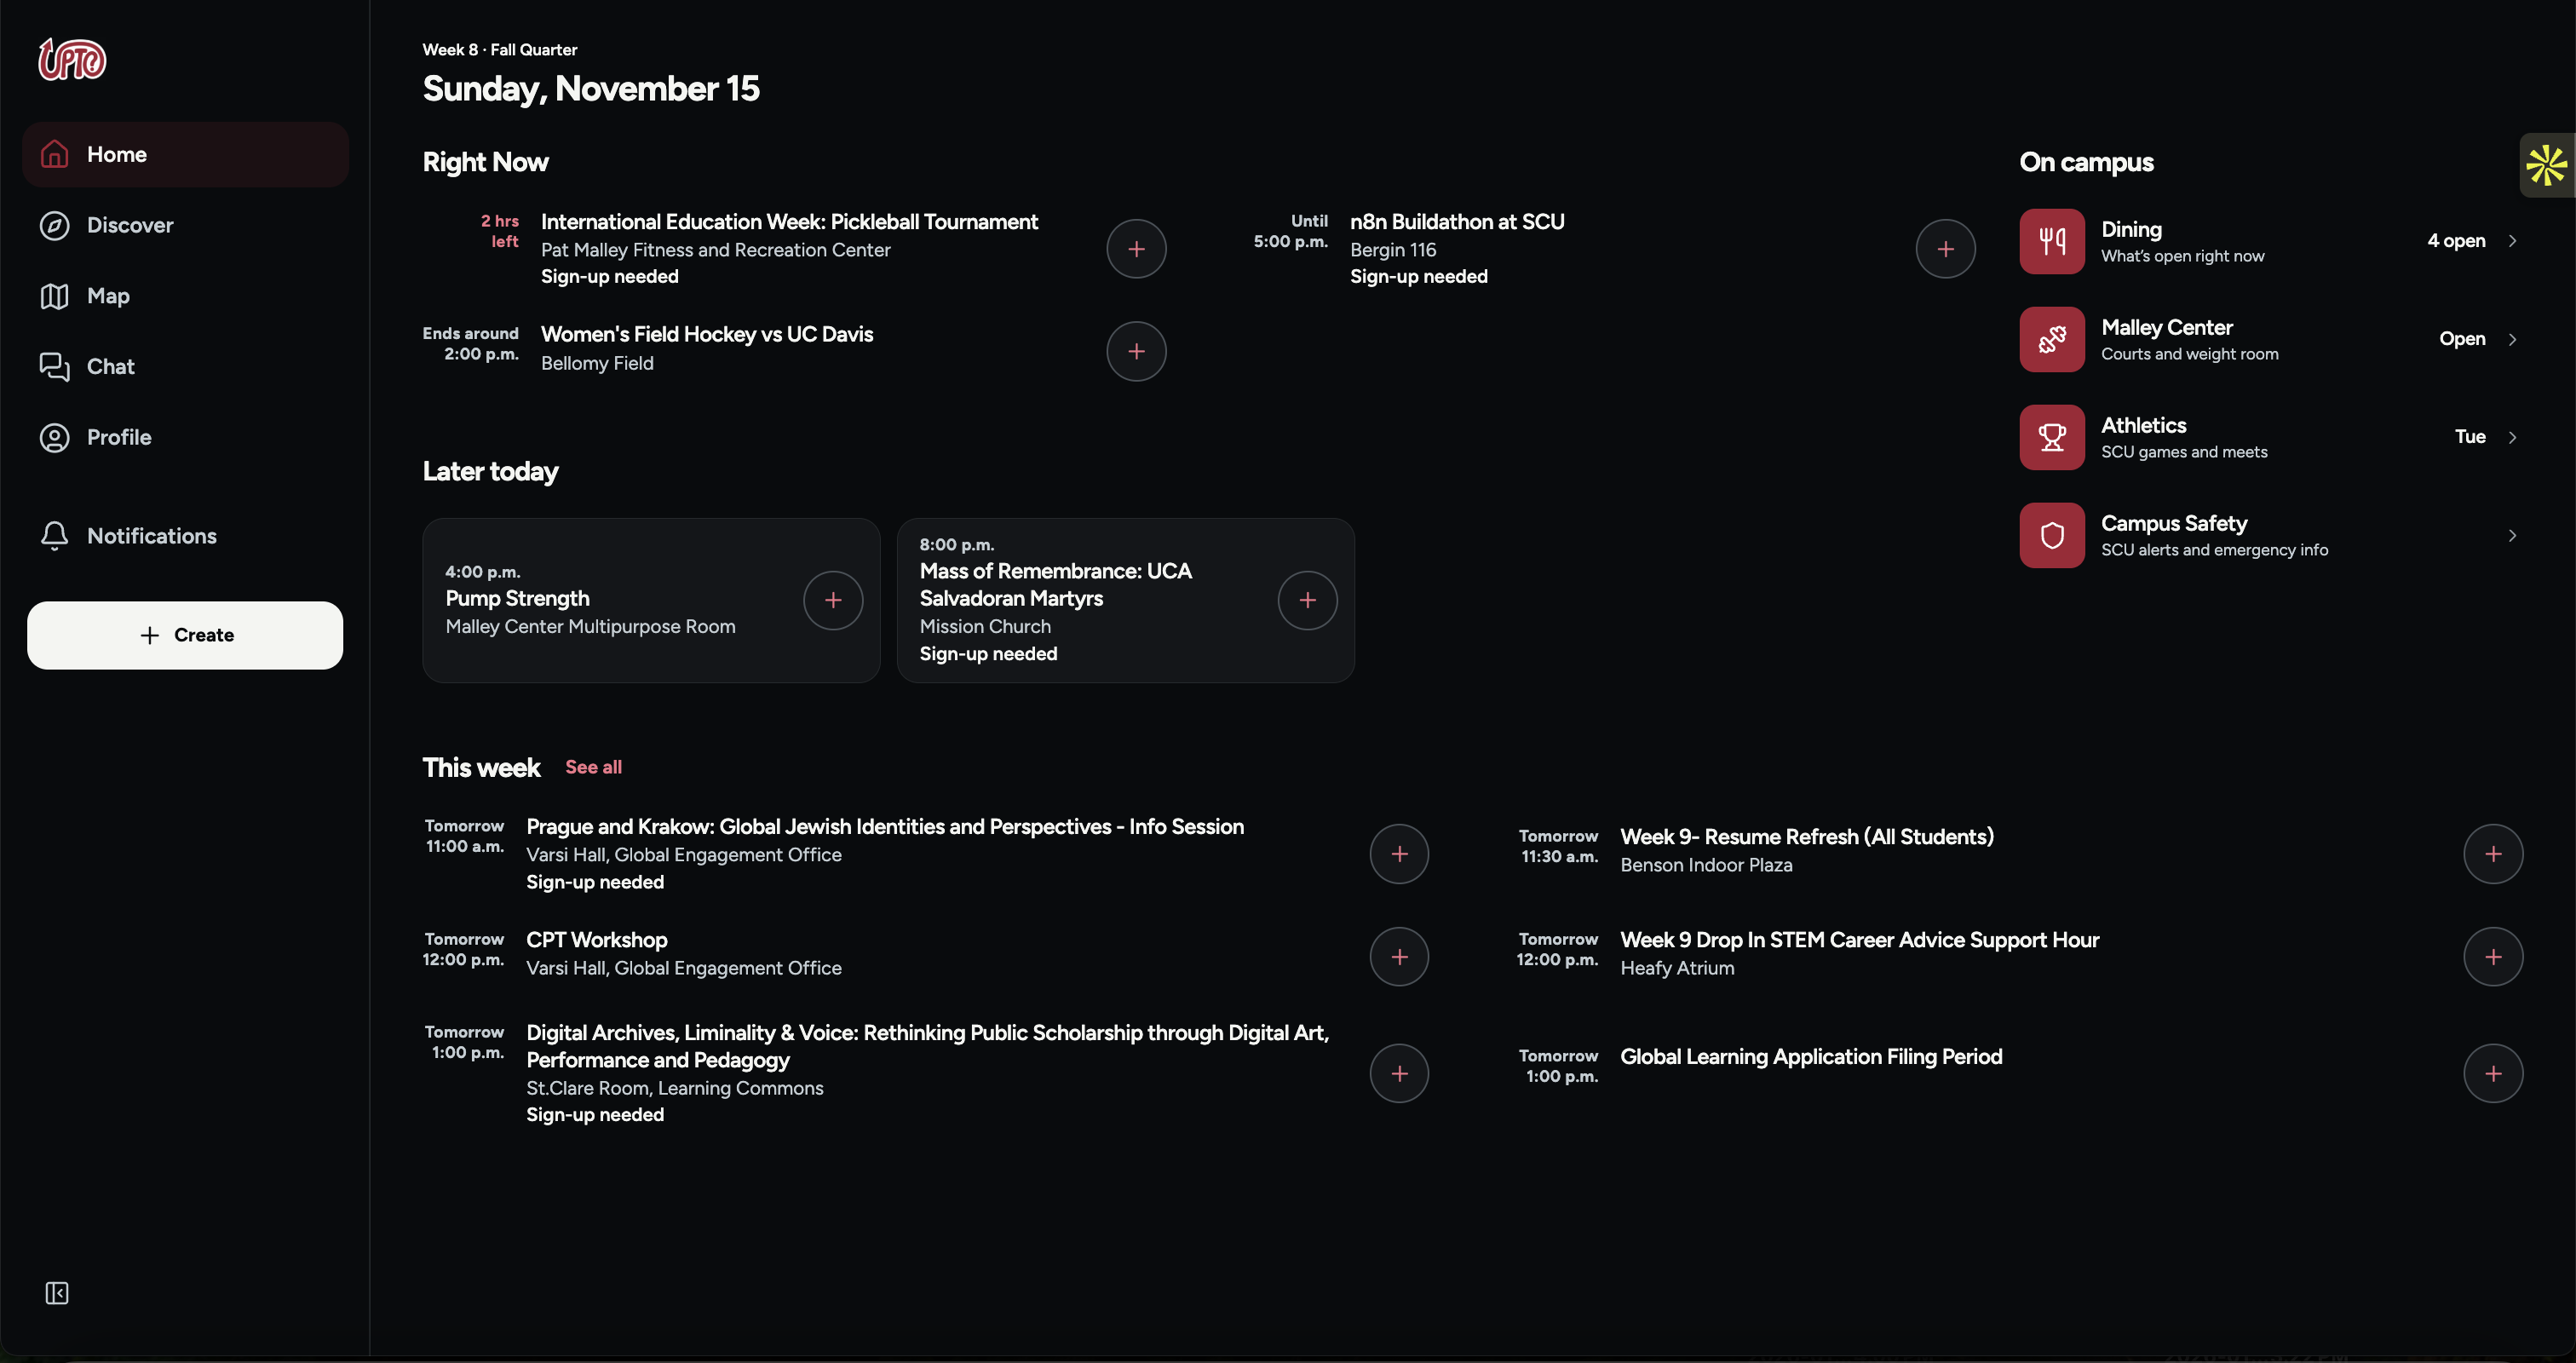 UPTO
Home
Discover
Map
Chat
Profile
Notifications
Create
Week 8 · Fall Quarter
Sunday, November 15
Right Now
2 hrs
left
International Education Week: Pickleball Tournament
Pat Malley Fitness and Recreation Center
Sign-up needed
Until
5:00 p.m.
n8n Buildathon at SCU
Bergin 116
Sign-up needed
Ends around
2:00 p.m.
Women's Field Hockey vs UC Davis
Bellomy Field
On campus
Dining
What's open right now
4 open
Malley Center
Courts and weight room
Open
Athletics
SCU games and meets
Tue
Campus Safety
SCU alerts and emergency info
Later today
4:00 p.m.
Pump Strength
Malley Center Multipurpose Room
8:00 p.m.
Mass of Remembrance: UCA
Salvadoran Martyrs
Mission Church
Sign-up needed
This week
See all
Tomorrow
11:00 a.m.
Prague and Krakow: Global Jewish Identities and Perspectives - Info Session
Varsi Hall, Global Engagement Office
Sign-up needed
Tomorrow
11:30 a.m.
Week 9- Resume Refresh (All Students)
Benson Indoor Plaza
Tomorrow
12:00 p.m.
CPT Workshop
Varsi Hall, Global Engagement Office
Tomorrow
12:00 p.m.
Week 9 Drop In STEM Career Advice Support Hour
Heafy Atrium
Tomorrow
1:00 p.m.
Digital Archives, Liminality & Voice: Rethinking Public Scholarship through Digital Art,
Performance and Pedagogy
St.Clare Room, Learning Commons
Sign-up needed
Tomorrow
1:00 p.m.
Global Learning Application Filing Period